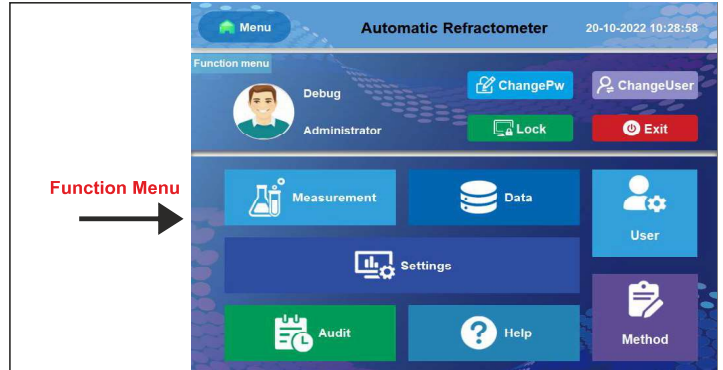 Menu
Automatic Refractometer
20-10-2022 10:28:58
Function menu
Debug
ChangePw
ChangeUser
Administrator
Lock
Exit
Function Menu
Measurement
Data
User
Settings
Audit
Help
Method